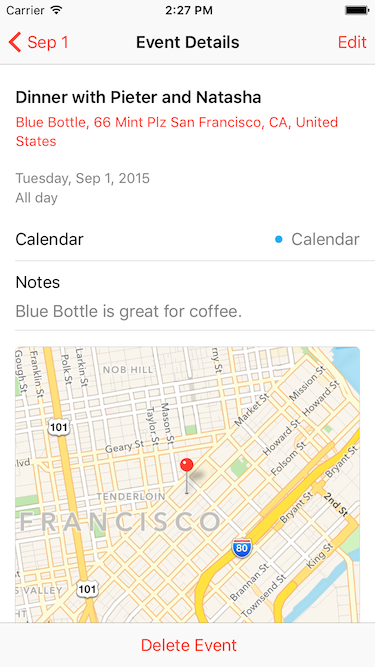 Carrier 2:27 PM
Sep 1 Event Details Edit
Dinner with Pieter and Natasha
Blue Bottle, 66 Mint Plz San Francisco, CA, United
States
Tuesday, Sep 1, 2015
All day
Calendar Calendar
Notes
Blue Bottle is great for coffee.
Gough St
Franklin St
Polk St
Larkin St
NOB HILL
ny St
Mission St
Howard St
Market St
Taylor St
Mason St
101
Geary St
lvd
Howard St
Folsom St
Bryant St
TENDERLOIN
Bryant St
2nd St
FRANCISCO
80
King St
Brannan St
Townsend St
S VALLEY
101
Delete Event